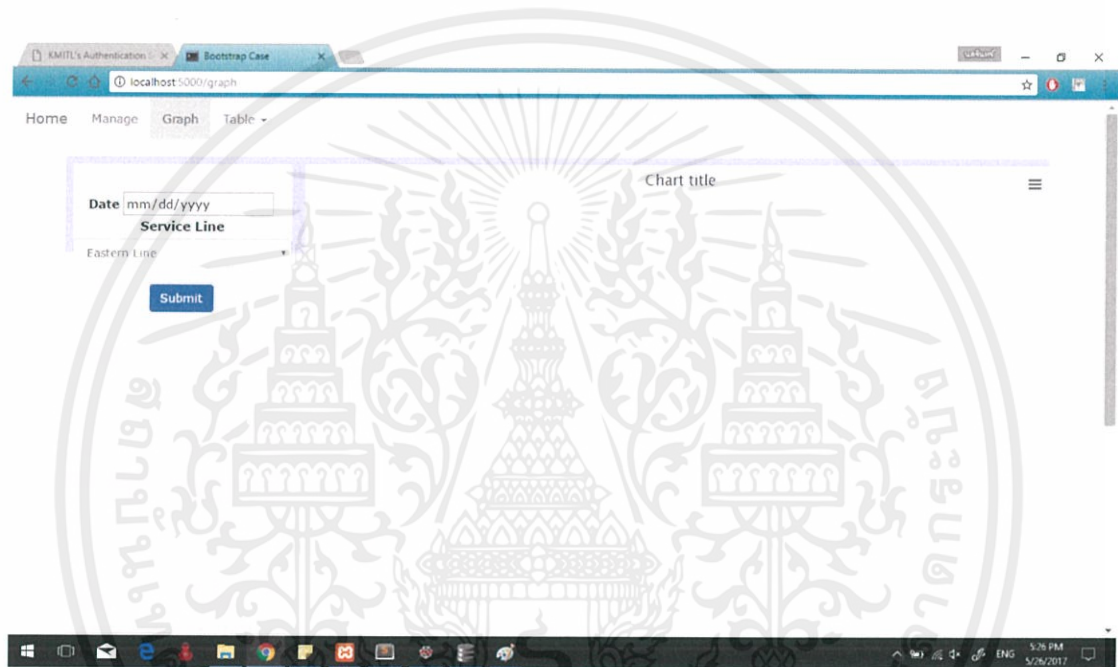 KMITL's Authentication
Bootstrap Case
localhost:5000/graph
Home Manage Graph Table
Chart title
Date mm/dd/yyyy
Service Line
Eastern Line
Submit
ENG
5:26 PM
5/26/2017